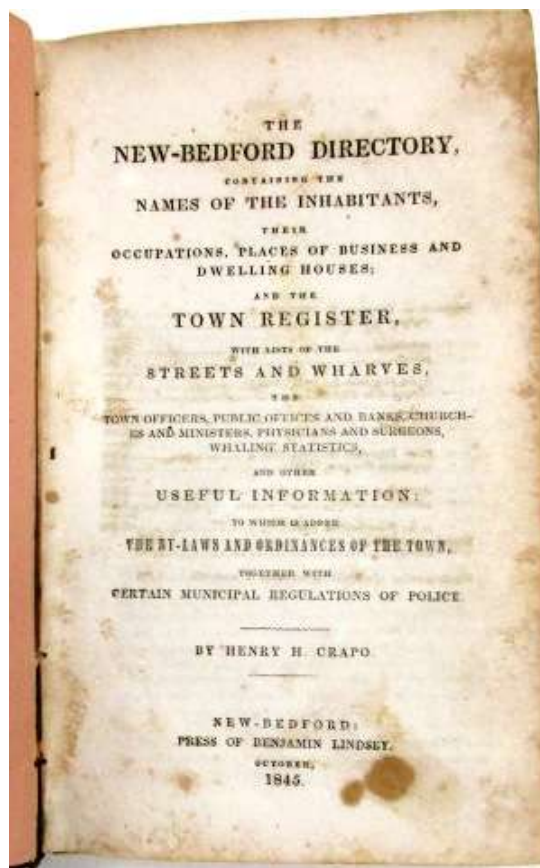 THE
NEW-BEDFORD DIRECTORY,
CONTAINING THE
NAMES OF THE INHABITANTS,
THEIR
OCCUPATIONS, PLACES OF BUSINESS AND
DWELLING HOUSES;
AND THE
TOWN REGISTER,
WITH LISTS OF THE
STREETS AND WHARVES,
THE
TOWN OFFICERS, PUBLIC OFFICES AND BANKS, CHURCH-
ES AND MINISTERS, PHYSICIANS AND SURGEONS,
WHALING STATISTICS,
AND OTHER
USEFUL INFORMATION:
TO WHICH IS ADDED
THE BY-LAWS AND ORDINANCES OF THE TOWN,
TOGETHER WITH
CERTAIN MUNICIPAL REGULATIONS OF POLICE.
BY HENRY H. CRAPO.
NEW-BEDFORD:
PRESS OF BENJAMIN LINDSEY.
OCTOBER,
1845.